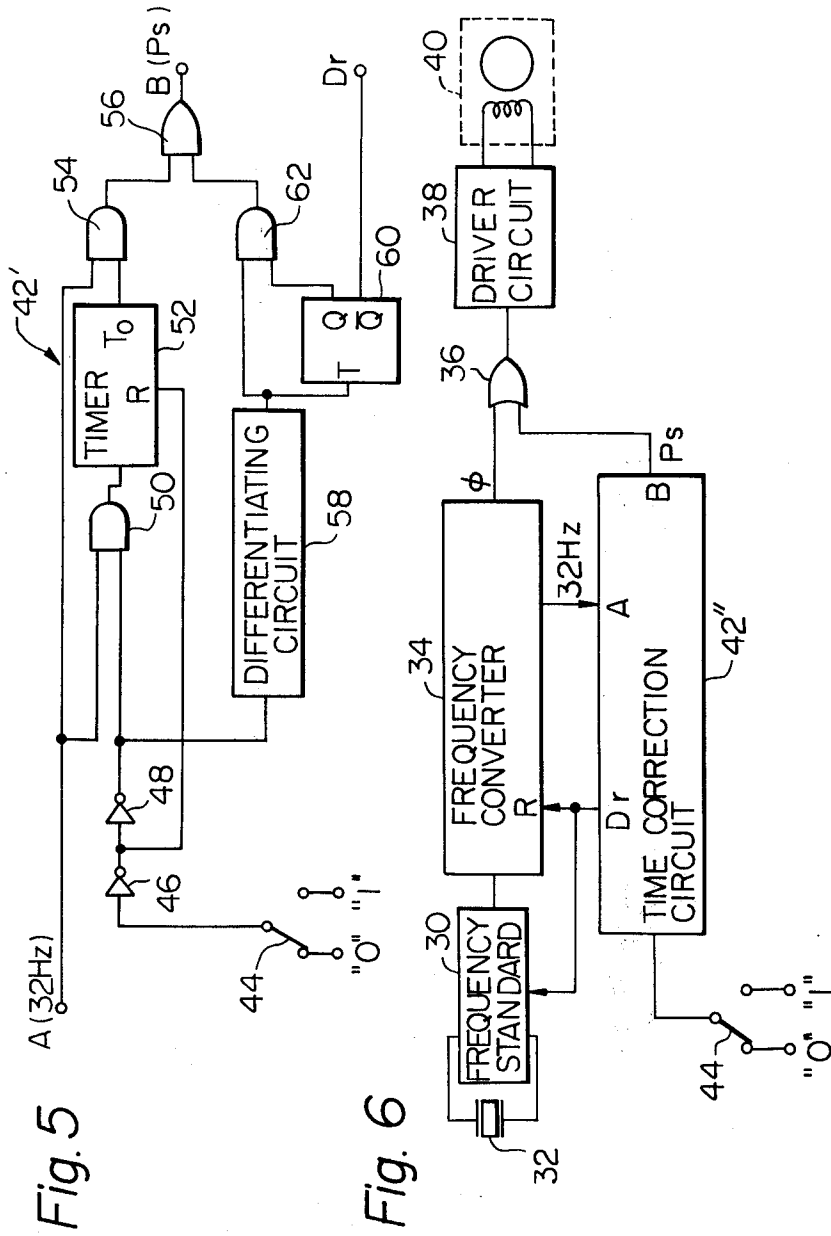 Fig. 5
A (32Hz)
42'
TIMER
To
R
52
54
56
B (Ps)
50
48
46
44
"0" "1"
DIFFERENTIATING
CIRCUIT
58
62
T
Q
Q̅
60
Dr
Fig. 6
32
30
FREQUENCY
STANDARD
34
FREQUENCY
CONVERTER
R
ϕ
36
38
DRIVER
CIRCUIT
40
32Hz
Dr
A
B
Ps
TIME CORRECTION
CIRCUIT
42"
44
"0" "1"